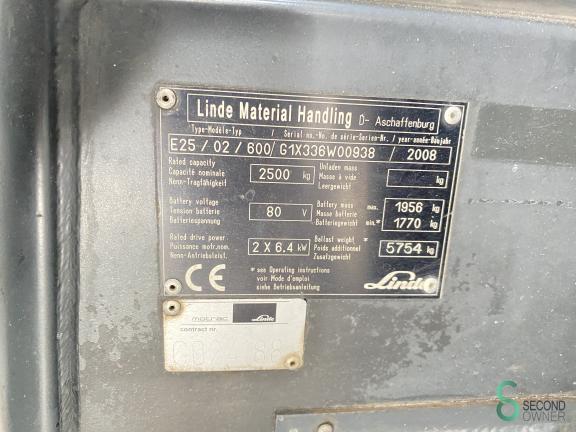 Linde Material Handling D- Aschaffenburg
Type-Modèle-Typ / Serial no.-No. de série-Serien-Nr. / year-année-Baujahr
E25 / 02 / 600 / G1X336W00938 / 2008
Rated capacity
Capacité nominale
Nenn-Tragfähigkeit
2500 kg
Unladen mass
Masse à vide
Leergewicht
kg
Battery voltage
Tension batterie
Batteriespannung
80 V
Battery mass max. 1956 kg
Masse batterie
Batteriegewicht min.* 1770 kg
Rated drive power
Puissance motr.nom.
Nenn-Antriebsleist.
2 X 6.4 kW
Ballast weight *
Poids additionnel
Zusatzgewicht
5754 kg
CE
* see Operating instructions
voir Mode d'emploi
siehe Betriebsanleitung
Linde
motrac Linde
contract nr.
SECOND
OWNER